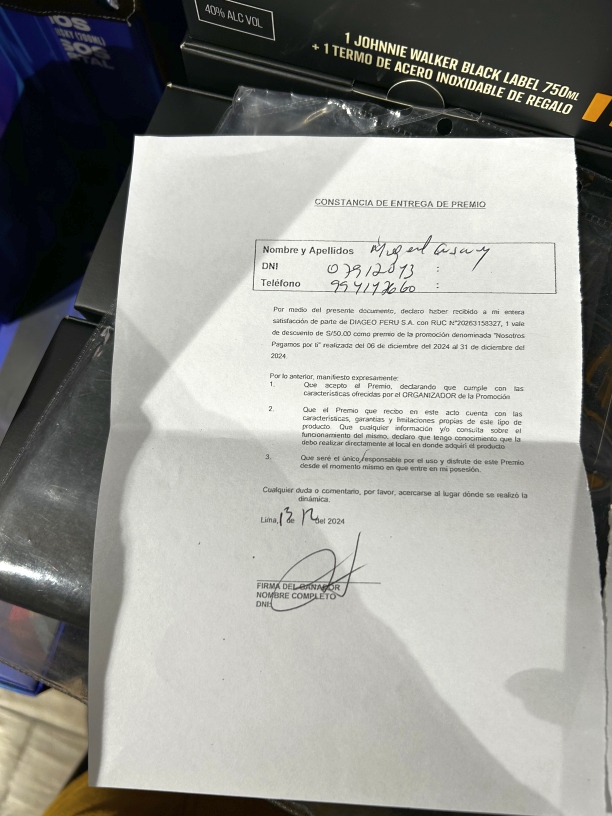 40% ALC VOL
1 JOHNNIE WALKER BLACK LABEL 750ML
+ 1 TERMO DE ACERO INOXIDABLE DE REGALO
CONSTANCIA DE ENTREGA DE PREMIO
Nombre y Apellidos Miguel
DNI :
Teléfono :
Por medio del presente documento, declaro haber recibido a mi entera
satisfacción de parte de DIAGEO PERU S.A. con RUC N°20263158327, 1 vale
de descuento de S/50.00 como premio de la promoción denominada "Nosotros
Pagamos por ti" realizada del 06 de diciembre del 2024 al 31 de diciembre del
2024.
Por lo anterior, manifiesto expresamente:
1. Que acepto el Premio, declarando que cumple con las
características ofrecidas por el ORGANIZADOR de la Promoción
2. Que el Premio que recibo en este acto cuenta con las
características, garantías y limitaciones propias de este tipo de
producto. Que cualquier información y/o consulta sobre el
funcionamiento del mismo, declaro que tengo conocimiento que la
debo realizar directamente al local en donde adquirí el producto
3. Que seré el único responsable por el uso y disfrute de este Premio
desde el momento mismo en que entre en mi posesión.
Cualquier duda o comentario, por favor, acercarse al lugar dónde se realizó la
dinámica.
Lima, 13 de 12 del 2024
FIRMA DEL GANADOR
NOMBRE COMPLETO
DNI: